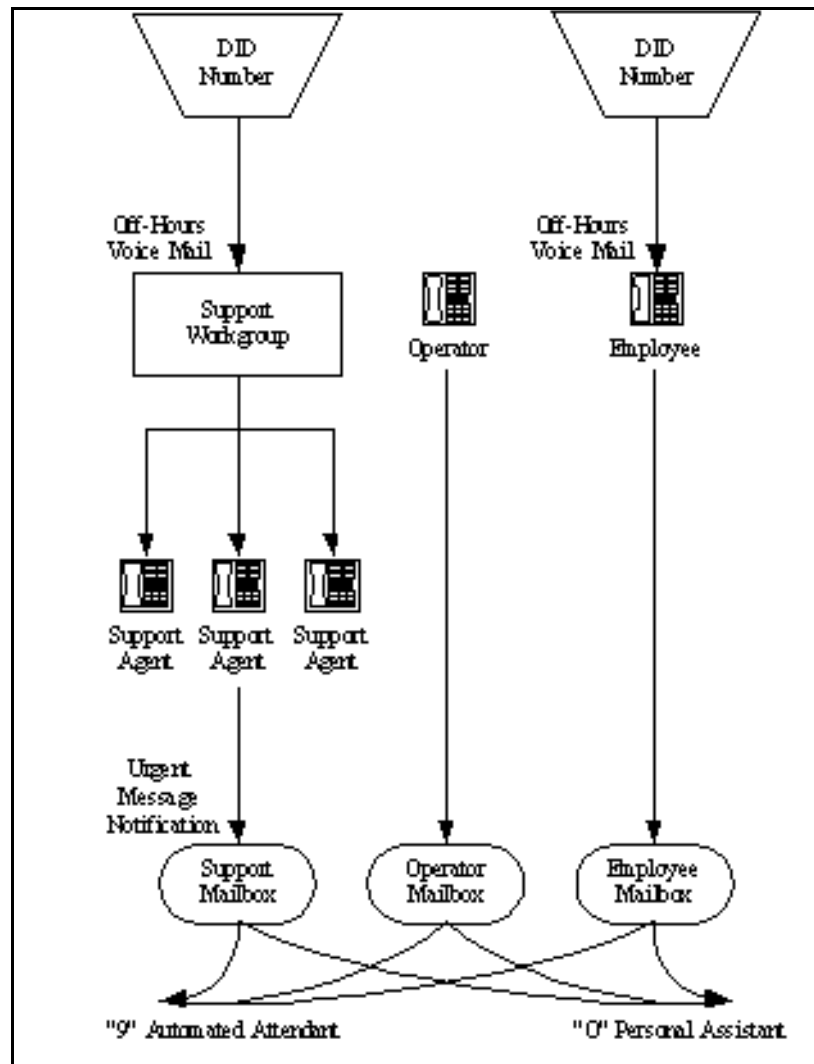 DID
Number
DID
Number
Off-Hours
Voice Mail
Off-Hours
Voice Mail
Support
Workgroup
Operator
Employee
Support
Agent
Support
Agent
Support
Agent
Urgent
Message
Notification
Support
Mailbox
Operator
Mailbox
Employee
Mailbox
"9" Automated Attendant
"0" Personal Assistant